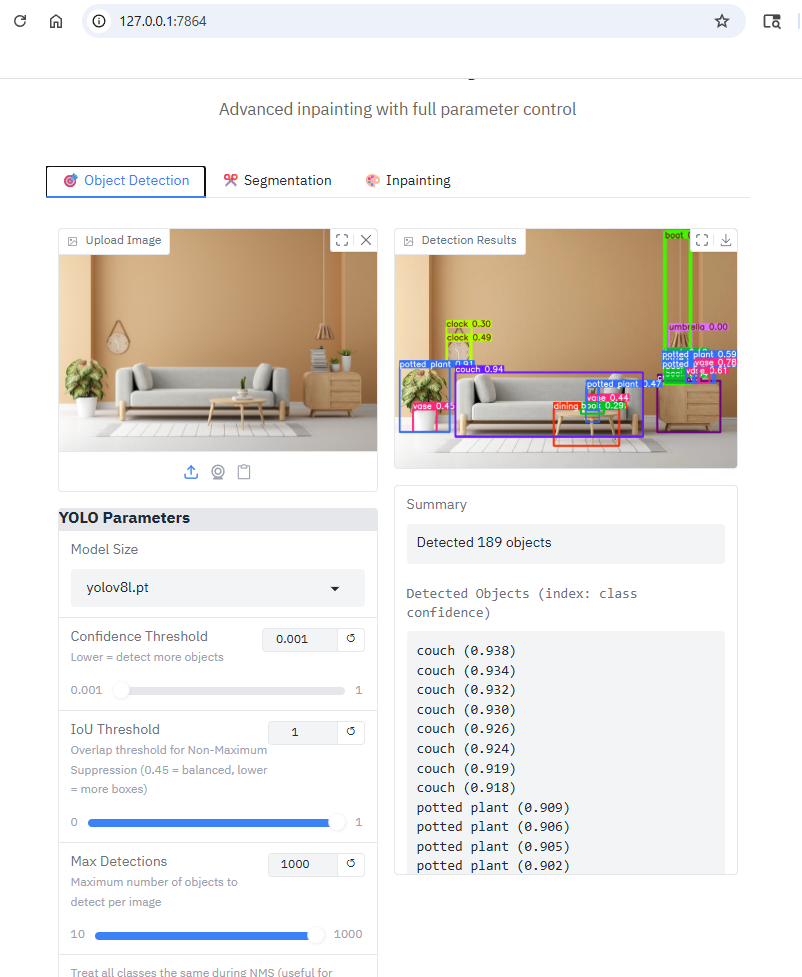 127.0.0.1:7864
Advanced inpainting with full parameter control
Object Detection
Segmentation
Inpainting
Upload Image
Detection Results
boat
umbrella 0.00
clock 0.30
clock 0.49
potted plant 0.91
couch 0.94
potted plant 0.59
potted
vase 0.78
vase 0.61
potted plant 0.47
vase 0.44
vase 0.45
dining
book 0.29
Summary
Detected 189 objects
Detected Objects (index: class
confidence)
couch (0.938)
couch (0.934)
couch (0.932)
couch (0.930)
couch (0.926)
couch (0.924)
couch (0.919)
couch (0.918)
potted plant (0.909)
potted plant (0.906)
potted plant (0.905)
potted plant (0.902)
YOLO Parameters
Model Size
yolov8l.pt
Confidence Threshold
0.001
Lower = detect more objects
0.001
1
IoU Threshold
1
Overlap threshold for Non-Maximum
Suppression (0.45 = balanced, lower
= more boxes)
0
1
Max Detections
1000
Maximum number of objects to
detect per image
10
1000
Treat all classes the same during NMS (useful for